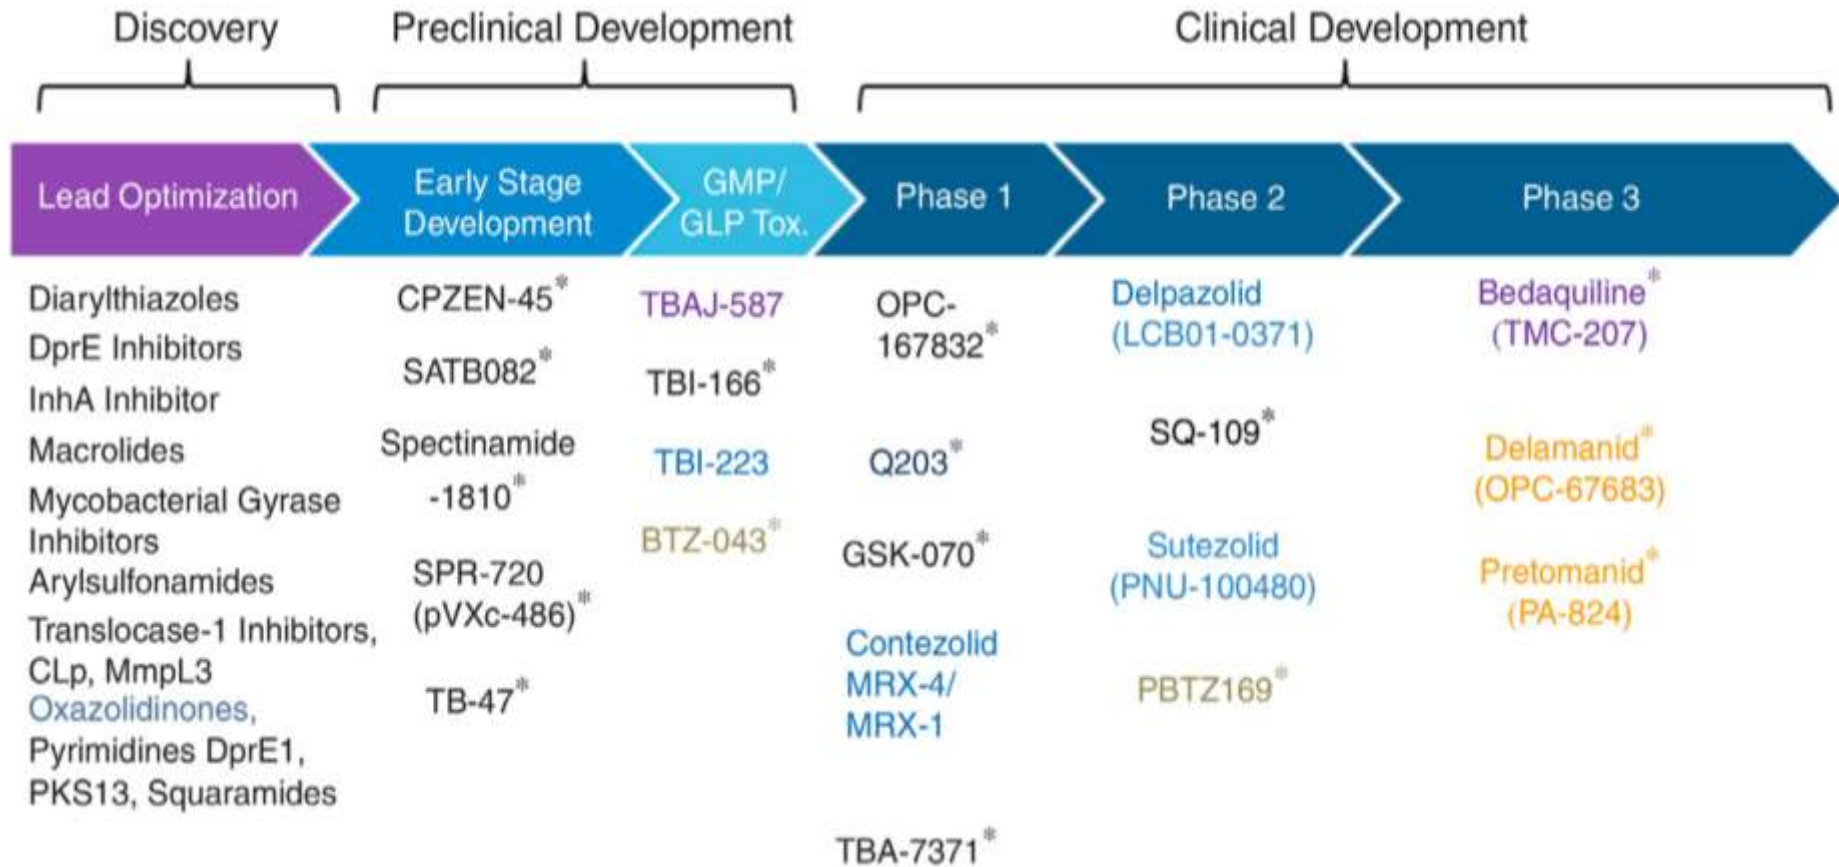 Discovery
Preclinical Development
Clinical Development
Lead Optimization
Early Stage
Development
GMP/
GLP Tox.
Phase 1
Phase 2
Phase 3
Diarylthiazoles
DprE Inhibitors
InhA Inhibitor
Macrolides
Mycobacterial Gyrase
Inhibitors
Arylsulfonamides
Translocase-1 Inhibitors,
CLp, MmpL3
Oxazolidinones,
Pyrimidines DprE1,
PKS13, Squaramides
CPZEN-45*
SATB082*
Spectinamide
-1810*
SPR-720
(pVXc-486)*
TB-47*
TBAJ-587
TBI-166*
TBI-223
BTZ-043*
OPC-
167832*
Q203*
GSK-070*
Contezolid
MRX-4/
MRX-1
TBA-7371*
Delpazolid
(LCB01-0371)
SQ-109*
Sutezolid
(PNU-100480)
PBTZ169*
Bedaquiline*
(TMC-207)
Delamanid*
(OPC-67683)
Pretomanid*
(PA-824)